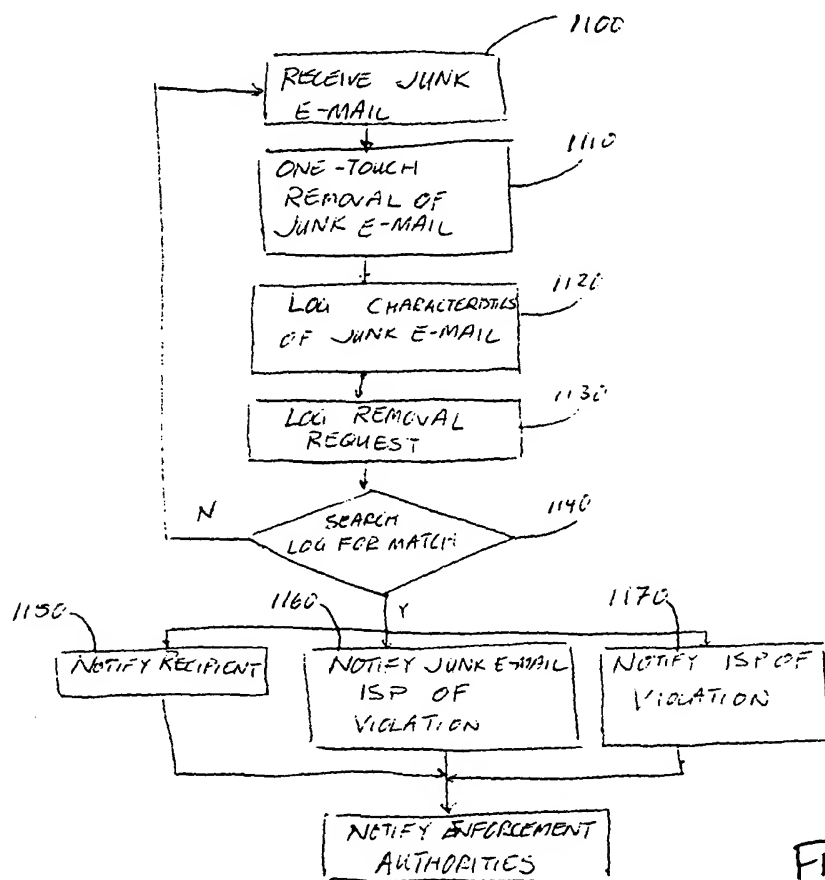 1100
RECEIVE JUNK
E-MAIL
1110
ONE-TOUCH
REMOVAL OF
JUNK E-MAIL
1120
LOG CHARACTERISTICS
OF JUNK E-MAIL
1130
LOG REMOVAL
REQUEST
1140
N
SEARCH
LOG FOR MATCH
Y
1150
1160
1170
NOTIFY RECIPIENT
NOTIFY JUNK E-MAIL
ISP OF
VIOLATION
NOTIFY ISP OF
VIOLATION
NOTIFY ENFORCEMENT
AUTHORITIES